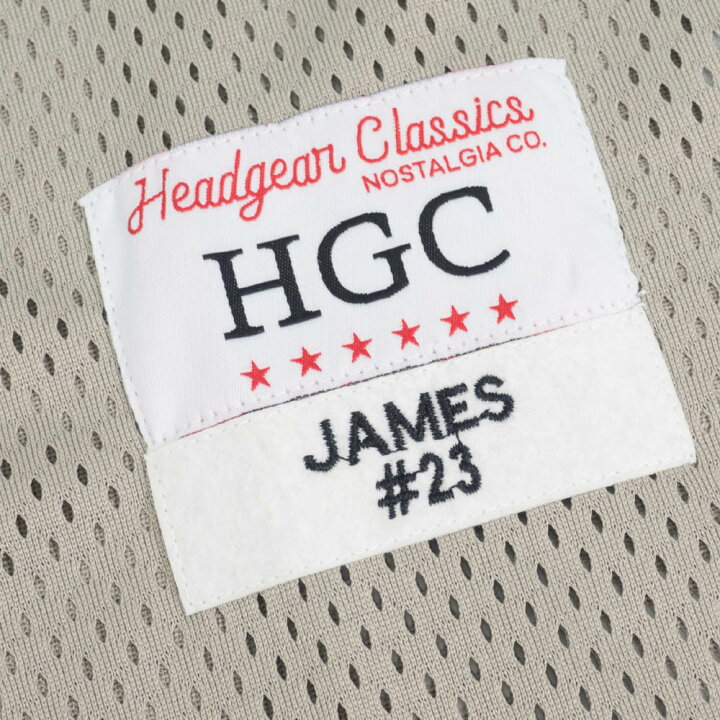 Headgear Classics
NOSTALGIA CO.
HGC
JAMES
#23